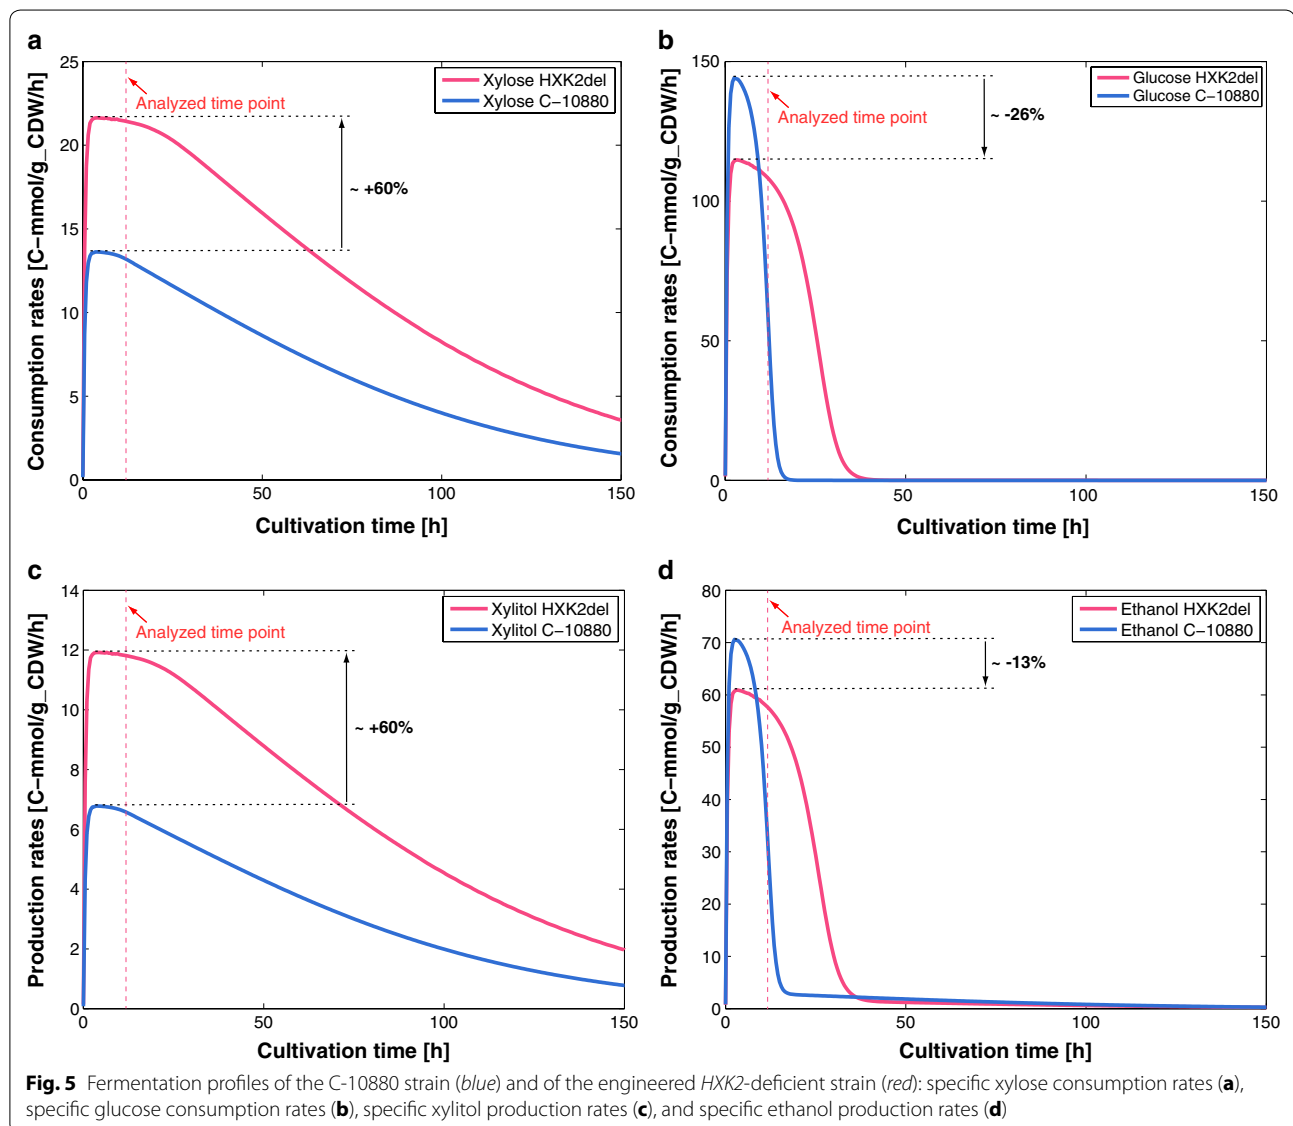 a
Xylose HXK2del
Xylose C−10880
Analyzed time point
~ +60%
25
20
15
10
5
0
0
50
100
150
Consumption rates [C−mmol/g_CDW/h]
Cultivation time [h]
b
Glucose HXK2del
Glucose C−10880
Analyzed time point
~ -26%
150
100
50
0
0
50
100
150
Consumption rates [C−mmol/g_CDW/h]
Cultivation time [h]
c
Xylitol HXK2del
Xylitol C−10880
Analyzed time point
~ +60%
14
12
10
8
6
4
2
0
0
50
100
150
Production rates [C−mmol/g_CDW/h]
Cultivation time [h]
d
Ethanol HXK2del
Ethanol C−10880
Analyzed time point
~ -13%
80
70
60
50
40
30
20
10
0
0
50
100
150
Production rates [C−mmol/g_CDW/h]
Cultivation time [h]
Fig. 5 Fermentation profiles of the C-10880 strain (blue) and of the engineered HXK2-deficient strain (red): specific xylose consumption rates (a),
specific glucose consumption rates (b), specific xylitol production rates (c), and specific ethanol production rates (d)